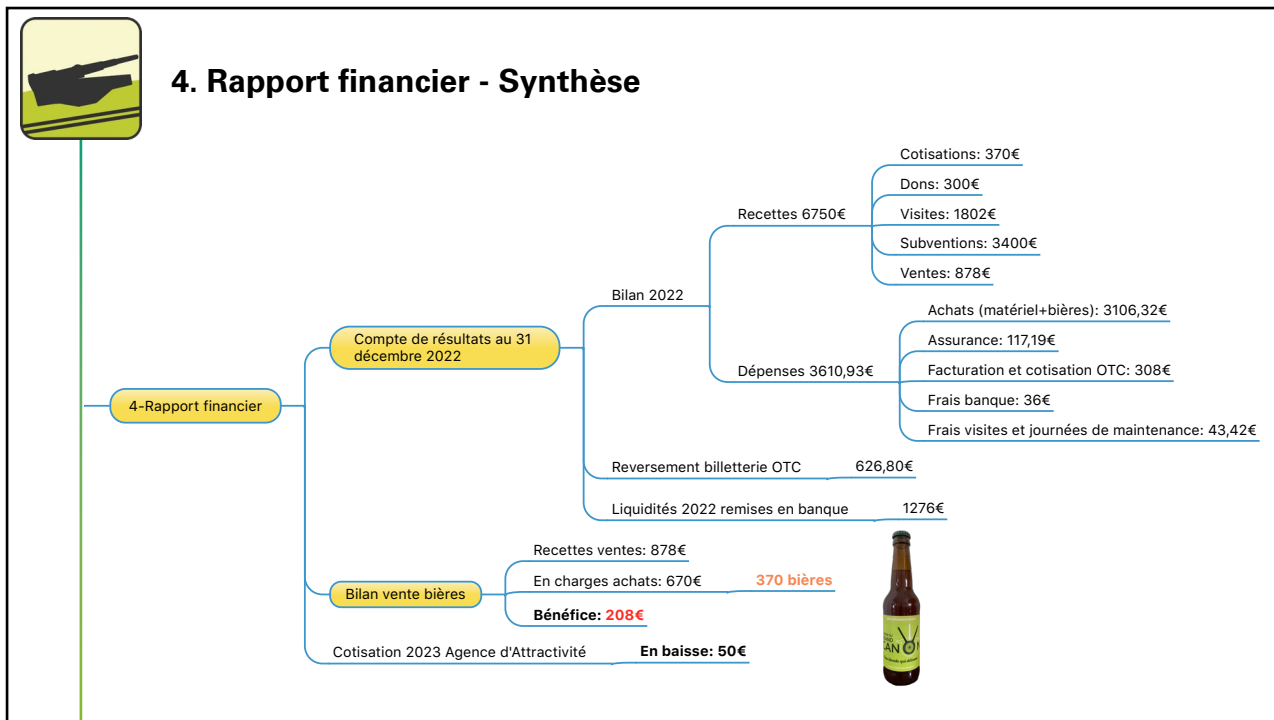 4. Rapport financier - Synthèse
4-Rapport financier
Compte de résultats au 31
décembre 2022
Bilan 2022
Recettes 6750€
Cotisations: 370€
Dons: 300€
Visites: 1802€
Subventions: 3400€
Ventes: 878€
Dépenses 3610,93€
Achats (matériel+bières): 3106,32€
Assurance: 117,19€
Facturation et cotisation OTC: 308€
Frais banque: 36€
Frais visites et journées de maintenance: 43,42€
Reversement billetterie OTC 626,80€
Liquidités 2022 remises en banque 1276€
Bilan vente bières
Recettes ventes: 878€
En charges achats: 670€ 370 bières
Bénéfice: 208€
Cotisation 2023 Agence d'Attractivité En baisse: 50€